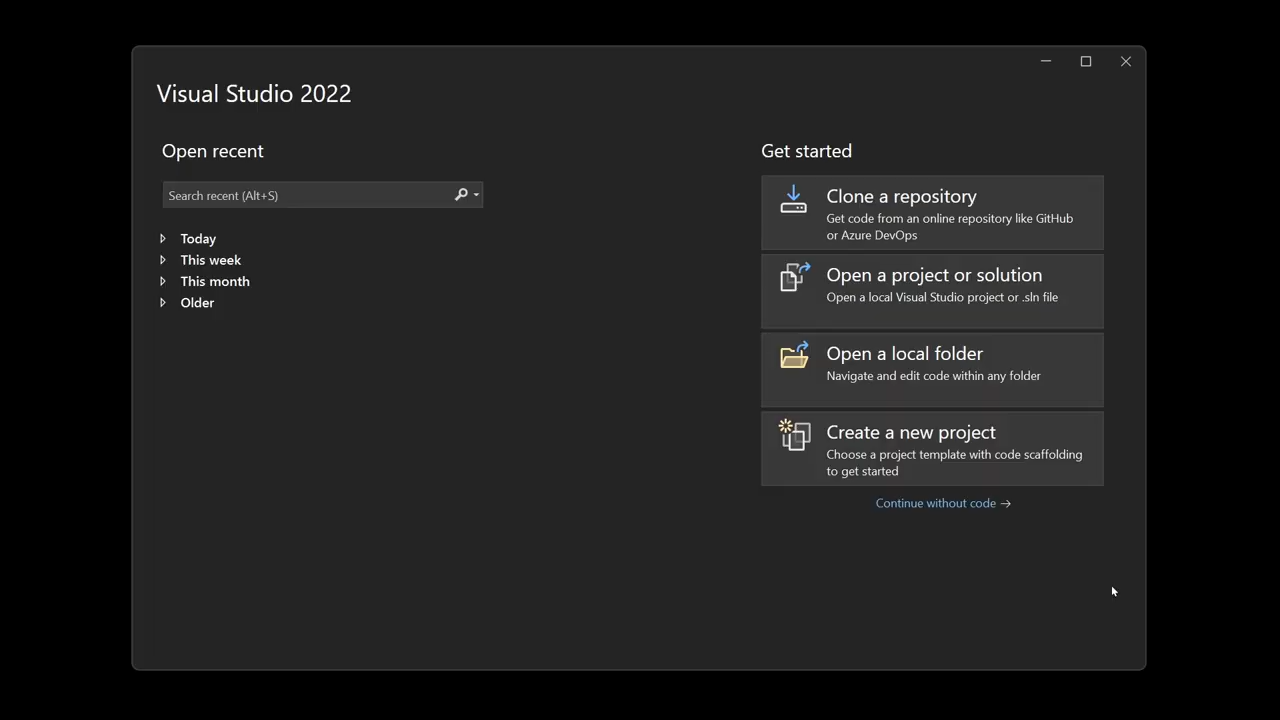 Visual Studio 2022
Open recent
Search recent (Alt+S)
Today
This week
This month
Older
Get started
Clone a repository
Get code from an online repository like GitHub
or Azure DevOps
Open a project or solution
Open a local Visual Studio project or .sln file
Open a local folder
Navigate and edit code within any folder
Create a new project
Choose a project template with code scaffolding
to get started
Continue without code →